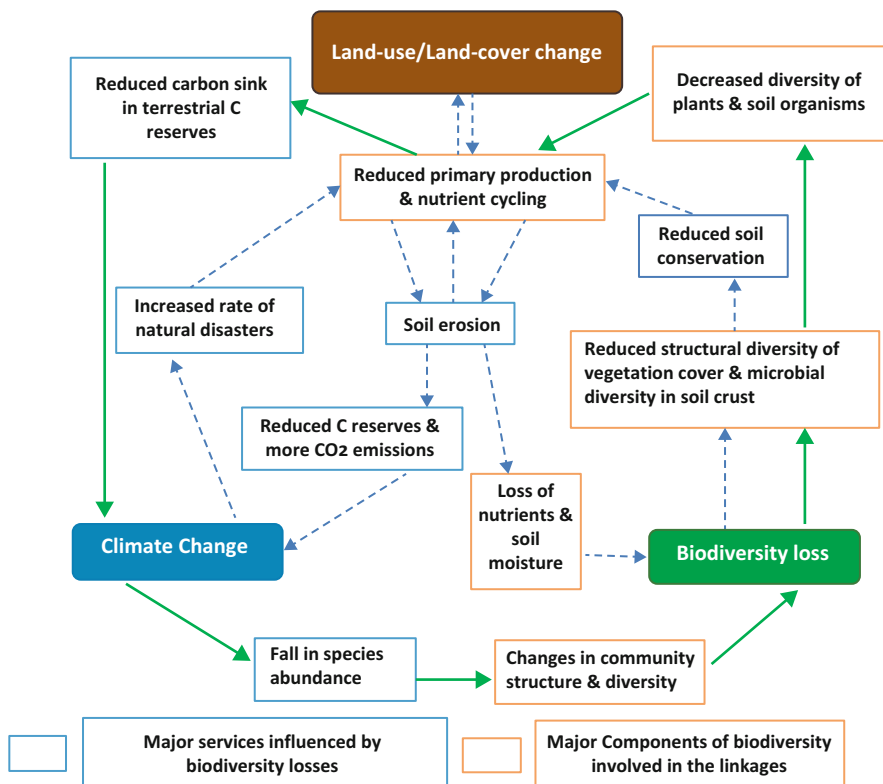 Land-use/Land-cover change
Reduced carbon sink
in terrestrial C
reserves
Decreased diversity of
plants & soil organisms
Reduced primary production
& nutrient cycling
Reduced soil
conservation
Increased rate of
natural disasters
Soil erosion
Reduced structural diversity of
vegetation cover & microbial
diversity in soil crust
Reduced C reserves &
more CO2 emissions
Loss of
nutrients &
soil
moisture
Climate Change
Biodiversity loss
Fall in species
abundance
Changes in community
structure & diversity
Major services influenced by
biodiversity losses
Major Components of biodiversity
involved in the linkages